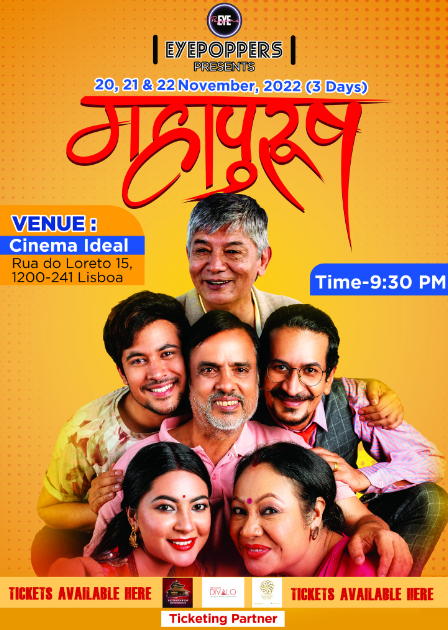 EYE
EYEPOPPERS
PRESENTS
20, 21 & 22 November, 2022 (3 Days)
महापुरूष
VENUE :
Cinema Ideal
Rua do Loreto 15,
1200-241 Lisboa
Time-9:30 PM
TICKETS AVAILABLE HERE
DIVALO
TICKETS AVAILABLE HERE
Ticketing Partner